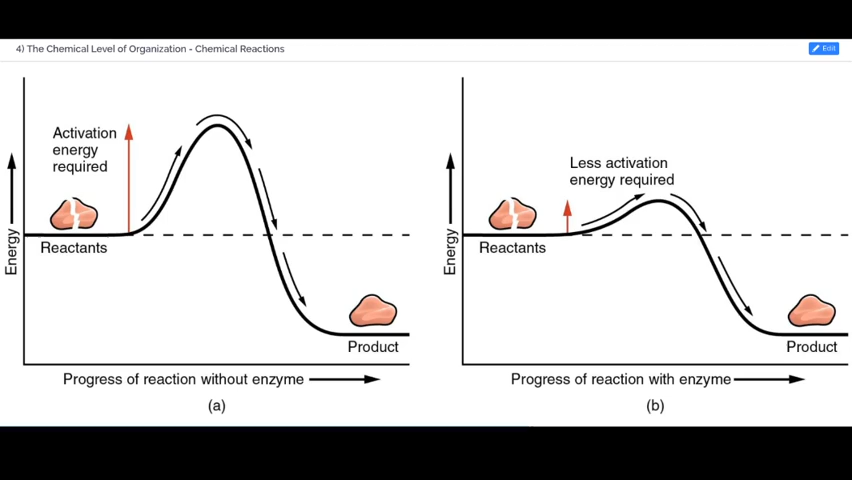 4) The Chemical Level of Organization - Chemical Reactions
Edit
Activation
energy
required
Reactants
Energy
Product
Progress of reaction without enzyme
(a)
Less activation
energy required
Reactants
Energy
Product
Progress of reaction with enzyme
(b)